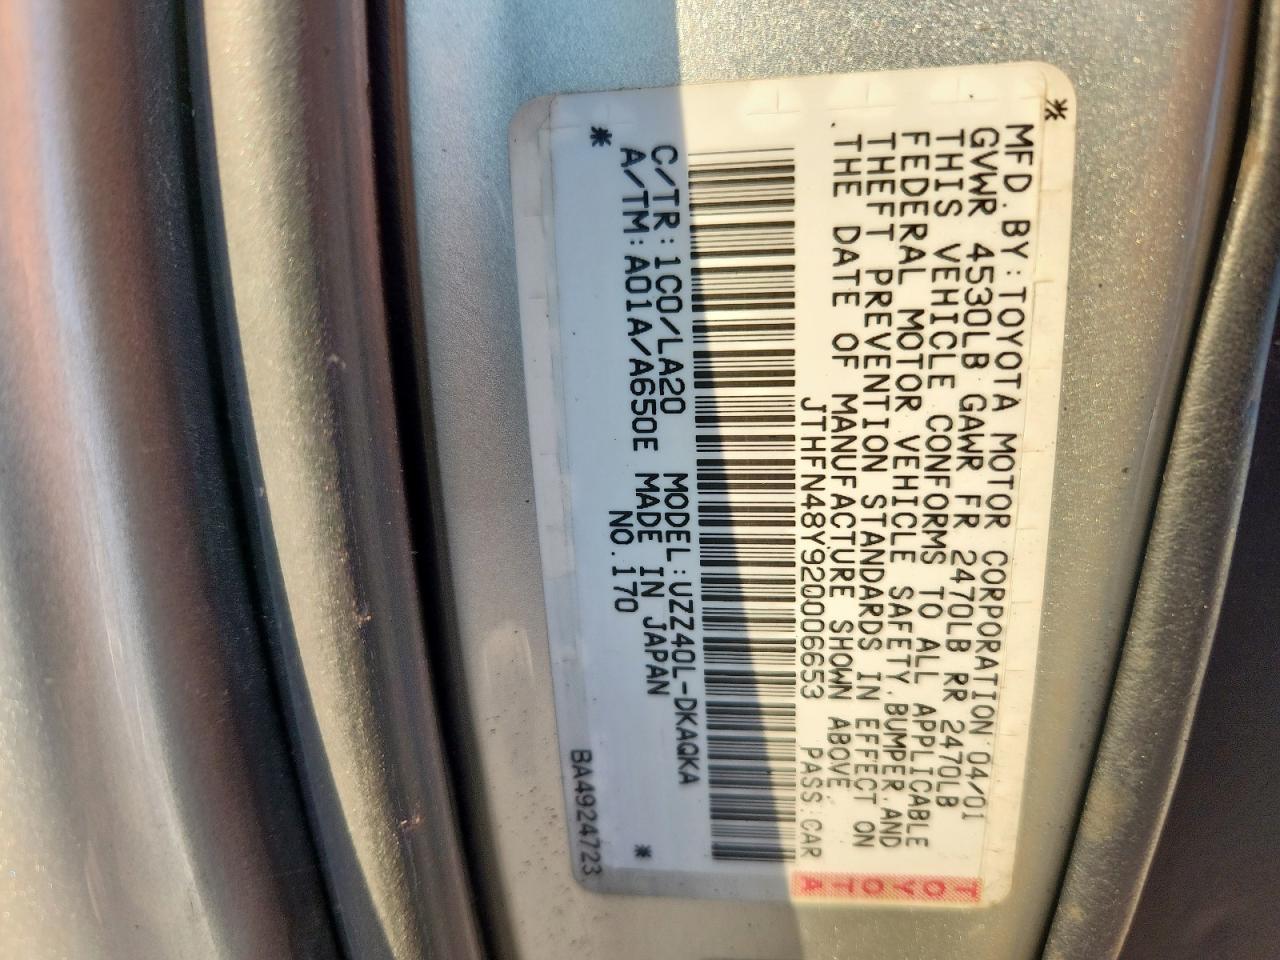 MFD. BY: TOYOTA MOTOR CORPORATION 04/01
GVWR 4530LB GAWR FR 2470LB RR 2470LB
THIS VEHICLE CONFORMS TO ALL APPLICABLE
FEDERAL MOTOR VEHICLE SAFETY, BUMPER, AND
THEFT PREVENTION STANDARDS IN EFFECT ON
THE DATE OF MANUFACTURE SHOWN ABOVE.
JTHFN48Y920006653 PASS. CAR
C/TR: 1C0/LA20 MODEL: UZZ40L-DKAQKA
A/TM: A01A/A650E MADE IN JAPAN
NO. 170
BA4924723
TOYOTA